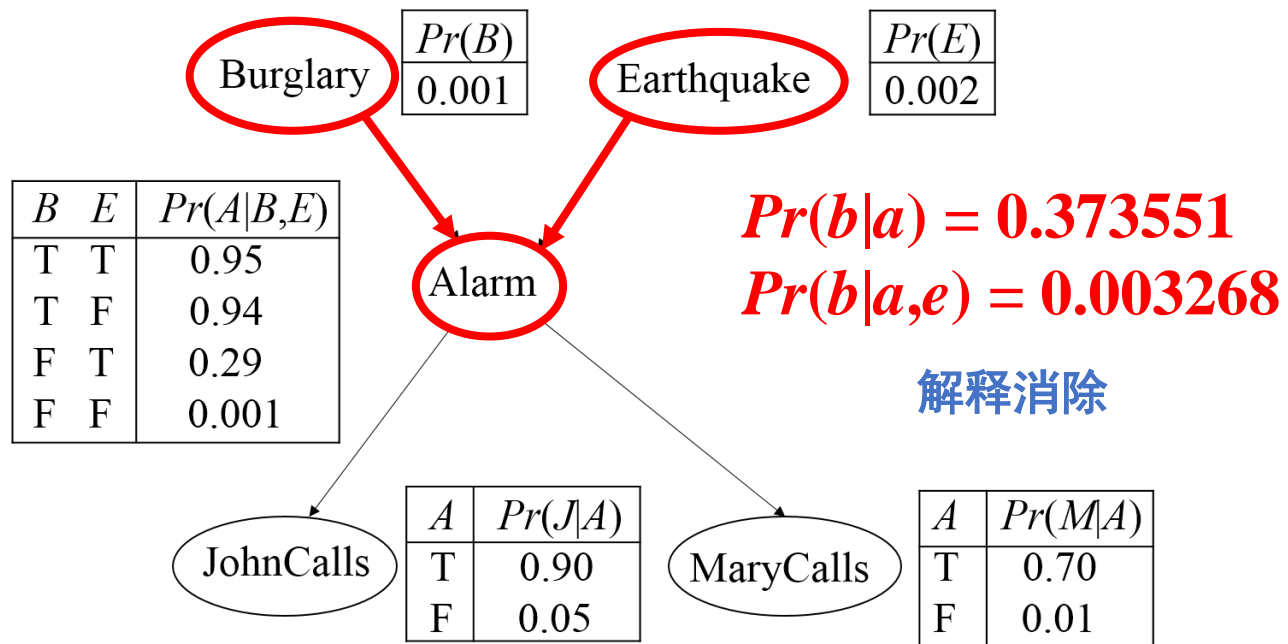 Burglary
Pr(B)
0.001
Earthquake
Pr(E)
0.002
B E Pr(A|B,E)
T T 0.95
T F 0.94
F T 0.29
F F 0.001
Alarm
Pr(b|a) = 0.373551
Pr(b|a,e) = 0.003268
解释消除
JohnCalls
A Pr(J|A)
T 0.90
F 0.05
MaryCalls
A Pr(M|A)
T 0.70
F 0.01